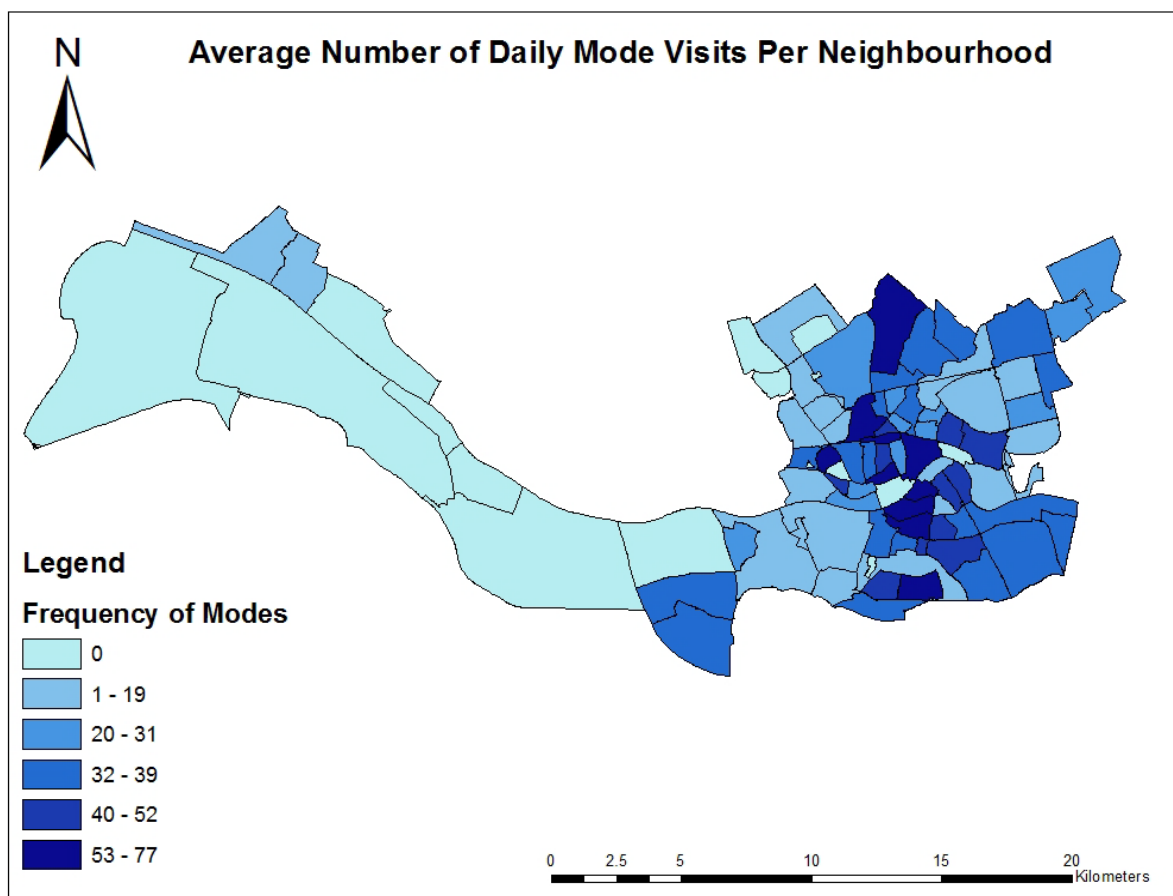 Average Number of Daily Mode Visits Per Neighbourhood
N
Legend
Frequency of Modes
0
1 - 19
20 - 31
32 - 39
40 - 52
53 - 77
0 2.5 5 10 15 20
Kilometers